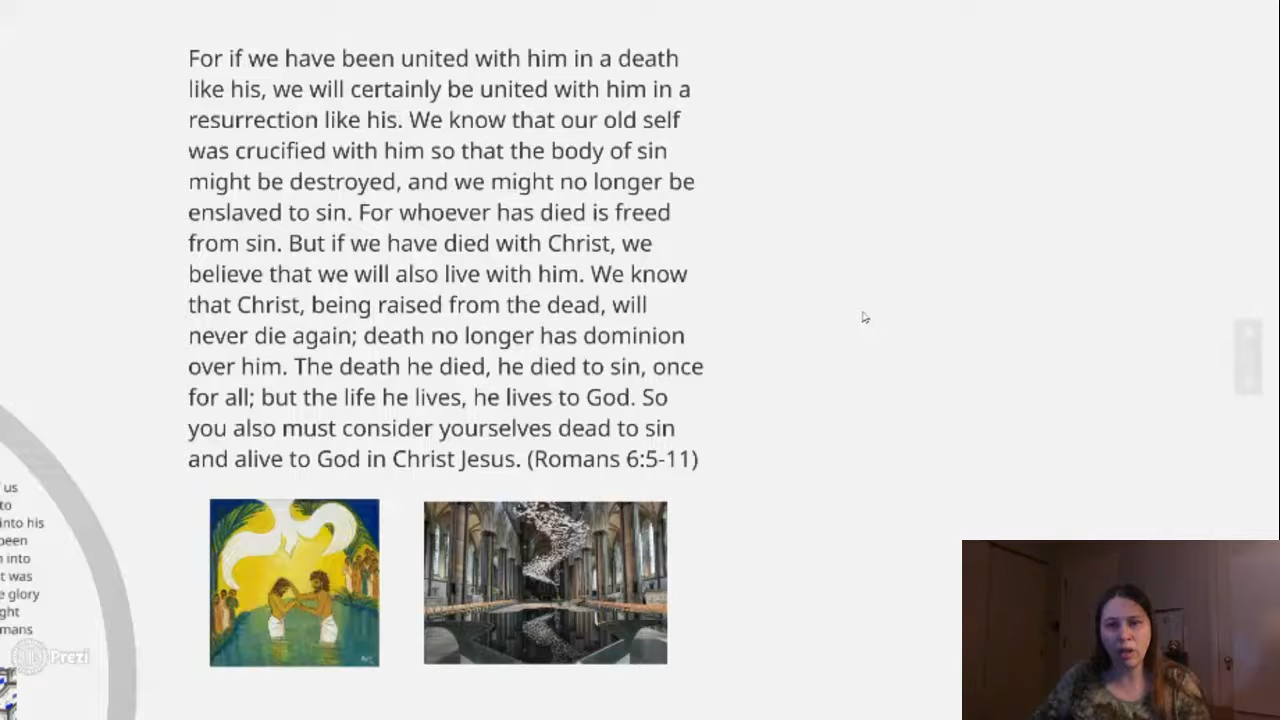 For if we have been united with him in a death
like his, we will certainly be united with him in a
resurrection like his. We know that our old self
was crucified with him so that the body of sin
might be destroyed, and we might no longer be
enslaved to sin. For whoever has died is freed
from sin. But if we have died with Christ, we
believe that we will also live with him. We know
that Christ, being raised from the dead, will
never die again; death no longer has dominion
over him. The death he died, he died to sin, once
for all; but the life he lives, he lives to God. So
you also must consider yourselves dead to sin
and alive to God in Christ Jesus. (Romans 6:5-11)
us
to
into his
been
into
t was
e glory
ght
mans
Prezi